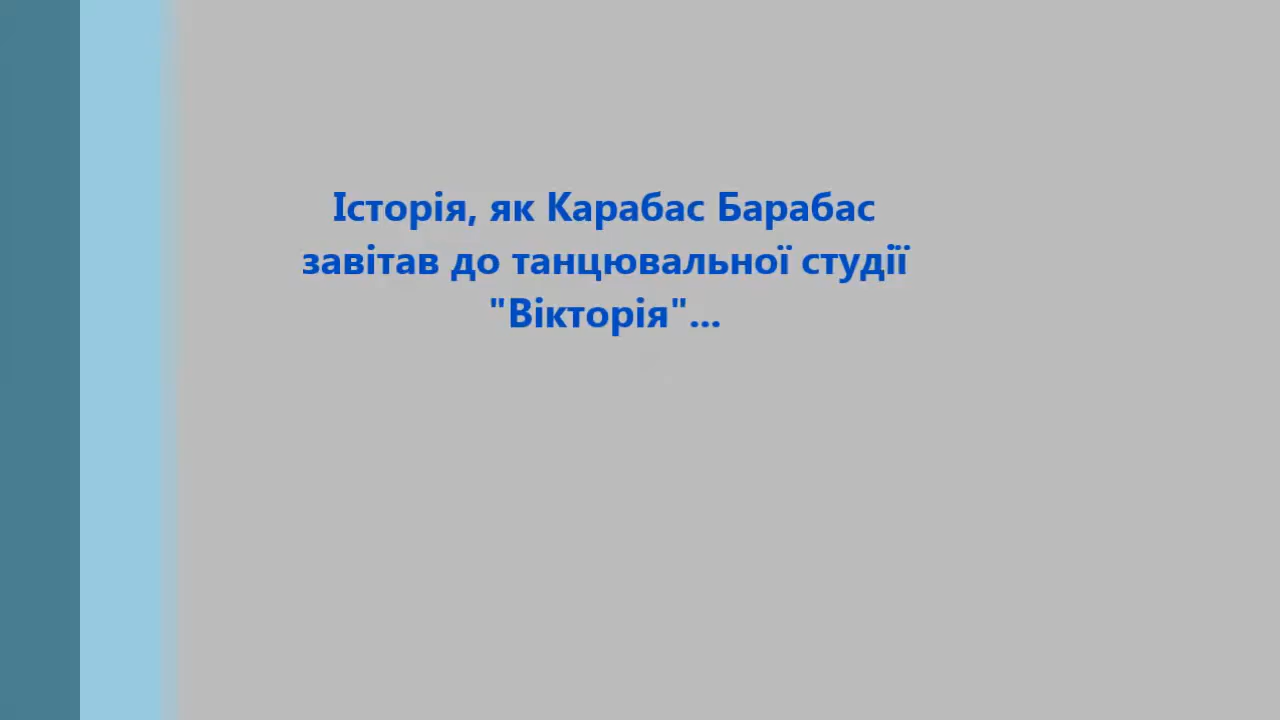 Історія, як Карабас Барабас
завітав до танцювальної студії
"Вікторія"...